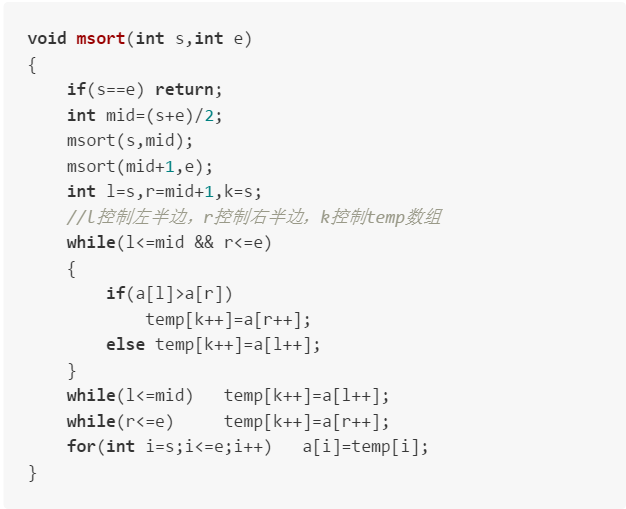 void msort(int s,int e)
{
    if(s==e) return;
    int mid=(s+e)/2;
    msort(s,mid);
    msort(mid+1,e);
    int l=s,r=mid+1,k=s;
    //l控制左半边，r控制右半边，k控制temp数组
    while(l<=mid && r<=e)
    {
        if(a[l]>a[r])
            temp[k++]=a[r++];
        else temp[k++]=a[l++];
    }
    while(l<=mid)   temp[k++]=a[l++];
    while(r<=e)     temp[k++]=a[r++];
    for(int i=s;i<=e;i++)   a[i]=temp[i];
}